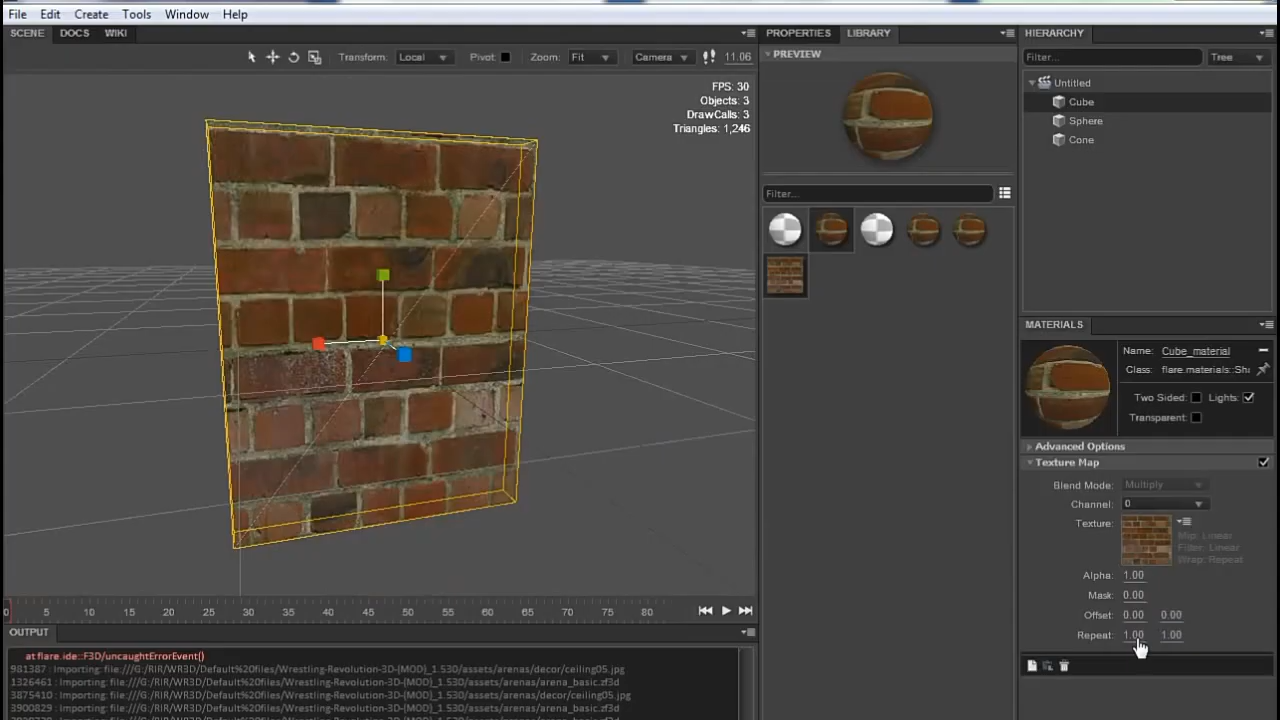 File Edit Create Tools Window Help
SCENE DOCS WIKI
Transform: Local Pivot: Zoom: Fit Camera 11.06
FPS: 30
Objects: 3
DrawCalls: 3
Triangles: 1,246
0 5 10 15 20 25 30 35 40 45 50 55 60 65 70 75 80
OUTPUT
at flare.ide::F3D/uncaughtErrorEvent()
981387 : Importing: file:///G:/RIR/WR3D/Default%20files/Wrestling-Revolution-3D-(MOD)_1.530/assets/arenas/decor/ceiling05.jpg
1326461 : Importing: file:///G:/RIR/WR3D/Default%20files/Wrestling-Revolution-3D-(MOD)_1.530/assets/arenas/arena_basic.zf3d
3875410 : Importing: file:///G:/RIR/WR3D/Default%20files/Wrestling-Revolution-3D-(MOD)_1.530/assets/arenas/decor/ceiling05.jpg
3900829 : Importing: file:///G:/RIR/WR3D/Default%20files/Wrestling-Revolution-3D-(MOD)_1.530/assets/arenas/arena_basic.zf3d
PROPERTIES LIBRARY
PREVIEW
Filter...
HIERARCHY
Filter... Tree
Untitled
Cube
Sphere
Cone
MATERIALS
Name: Cube_material
Class: flare.materials::Sh
Two Sided: Lights:
Transparent:
Advanced Options
Texture Map
Blend Mode: Multiply
Channel: 0
Texture:
Mip: Linear
Filter: Linear
Wrap: Repeat
Alpha: 1.00
Mask: 0.00
Offset: 0.00 0.00
Repeat: 1.00 1.00